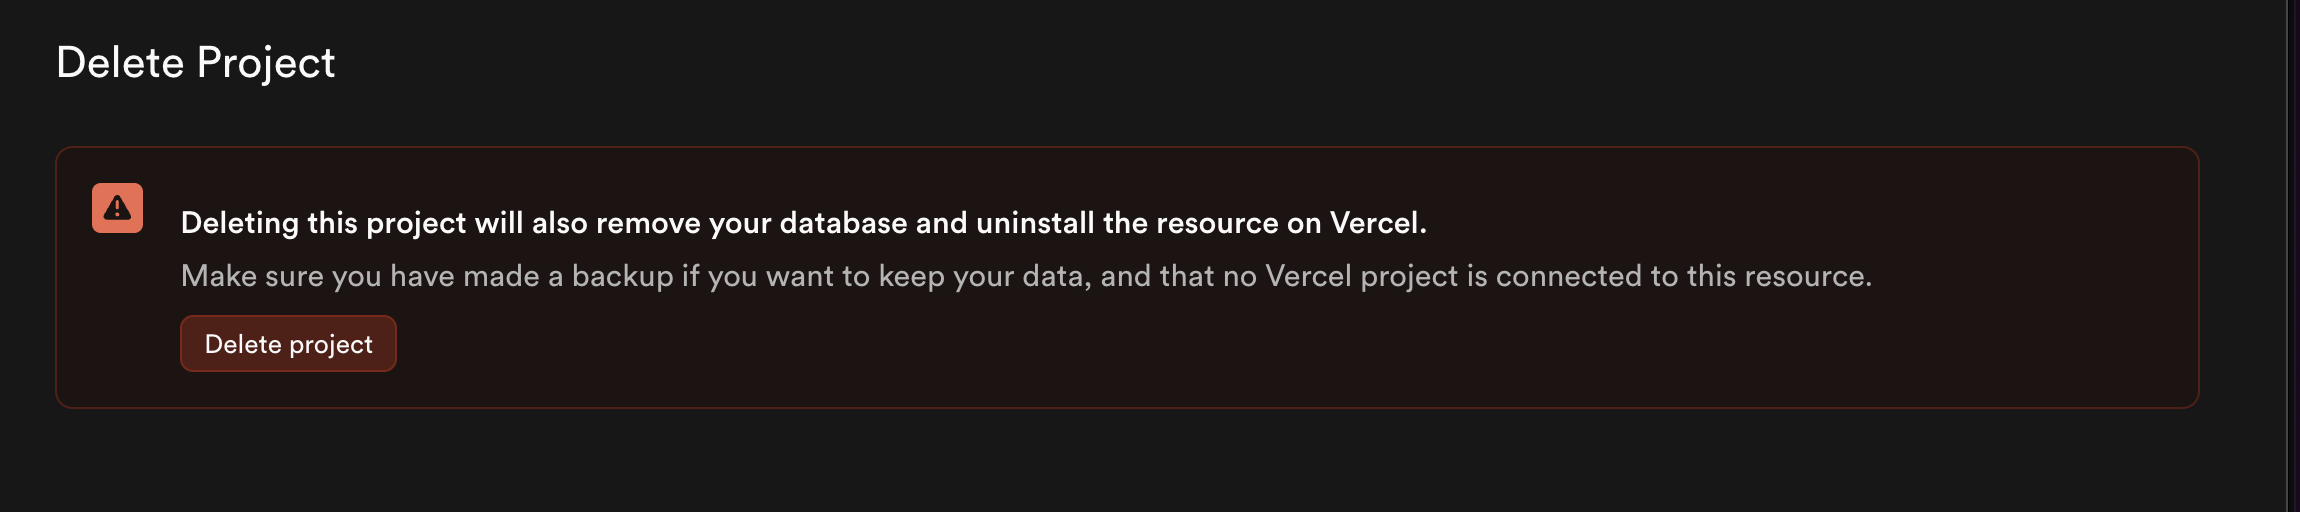 Delete Project
Deleting this project will also remove your database and uninstall the resource on Vercel.
Make sure you have made a backup if you want to keep your data, and that no Vercel project is connected to this resource.
Delete project